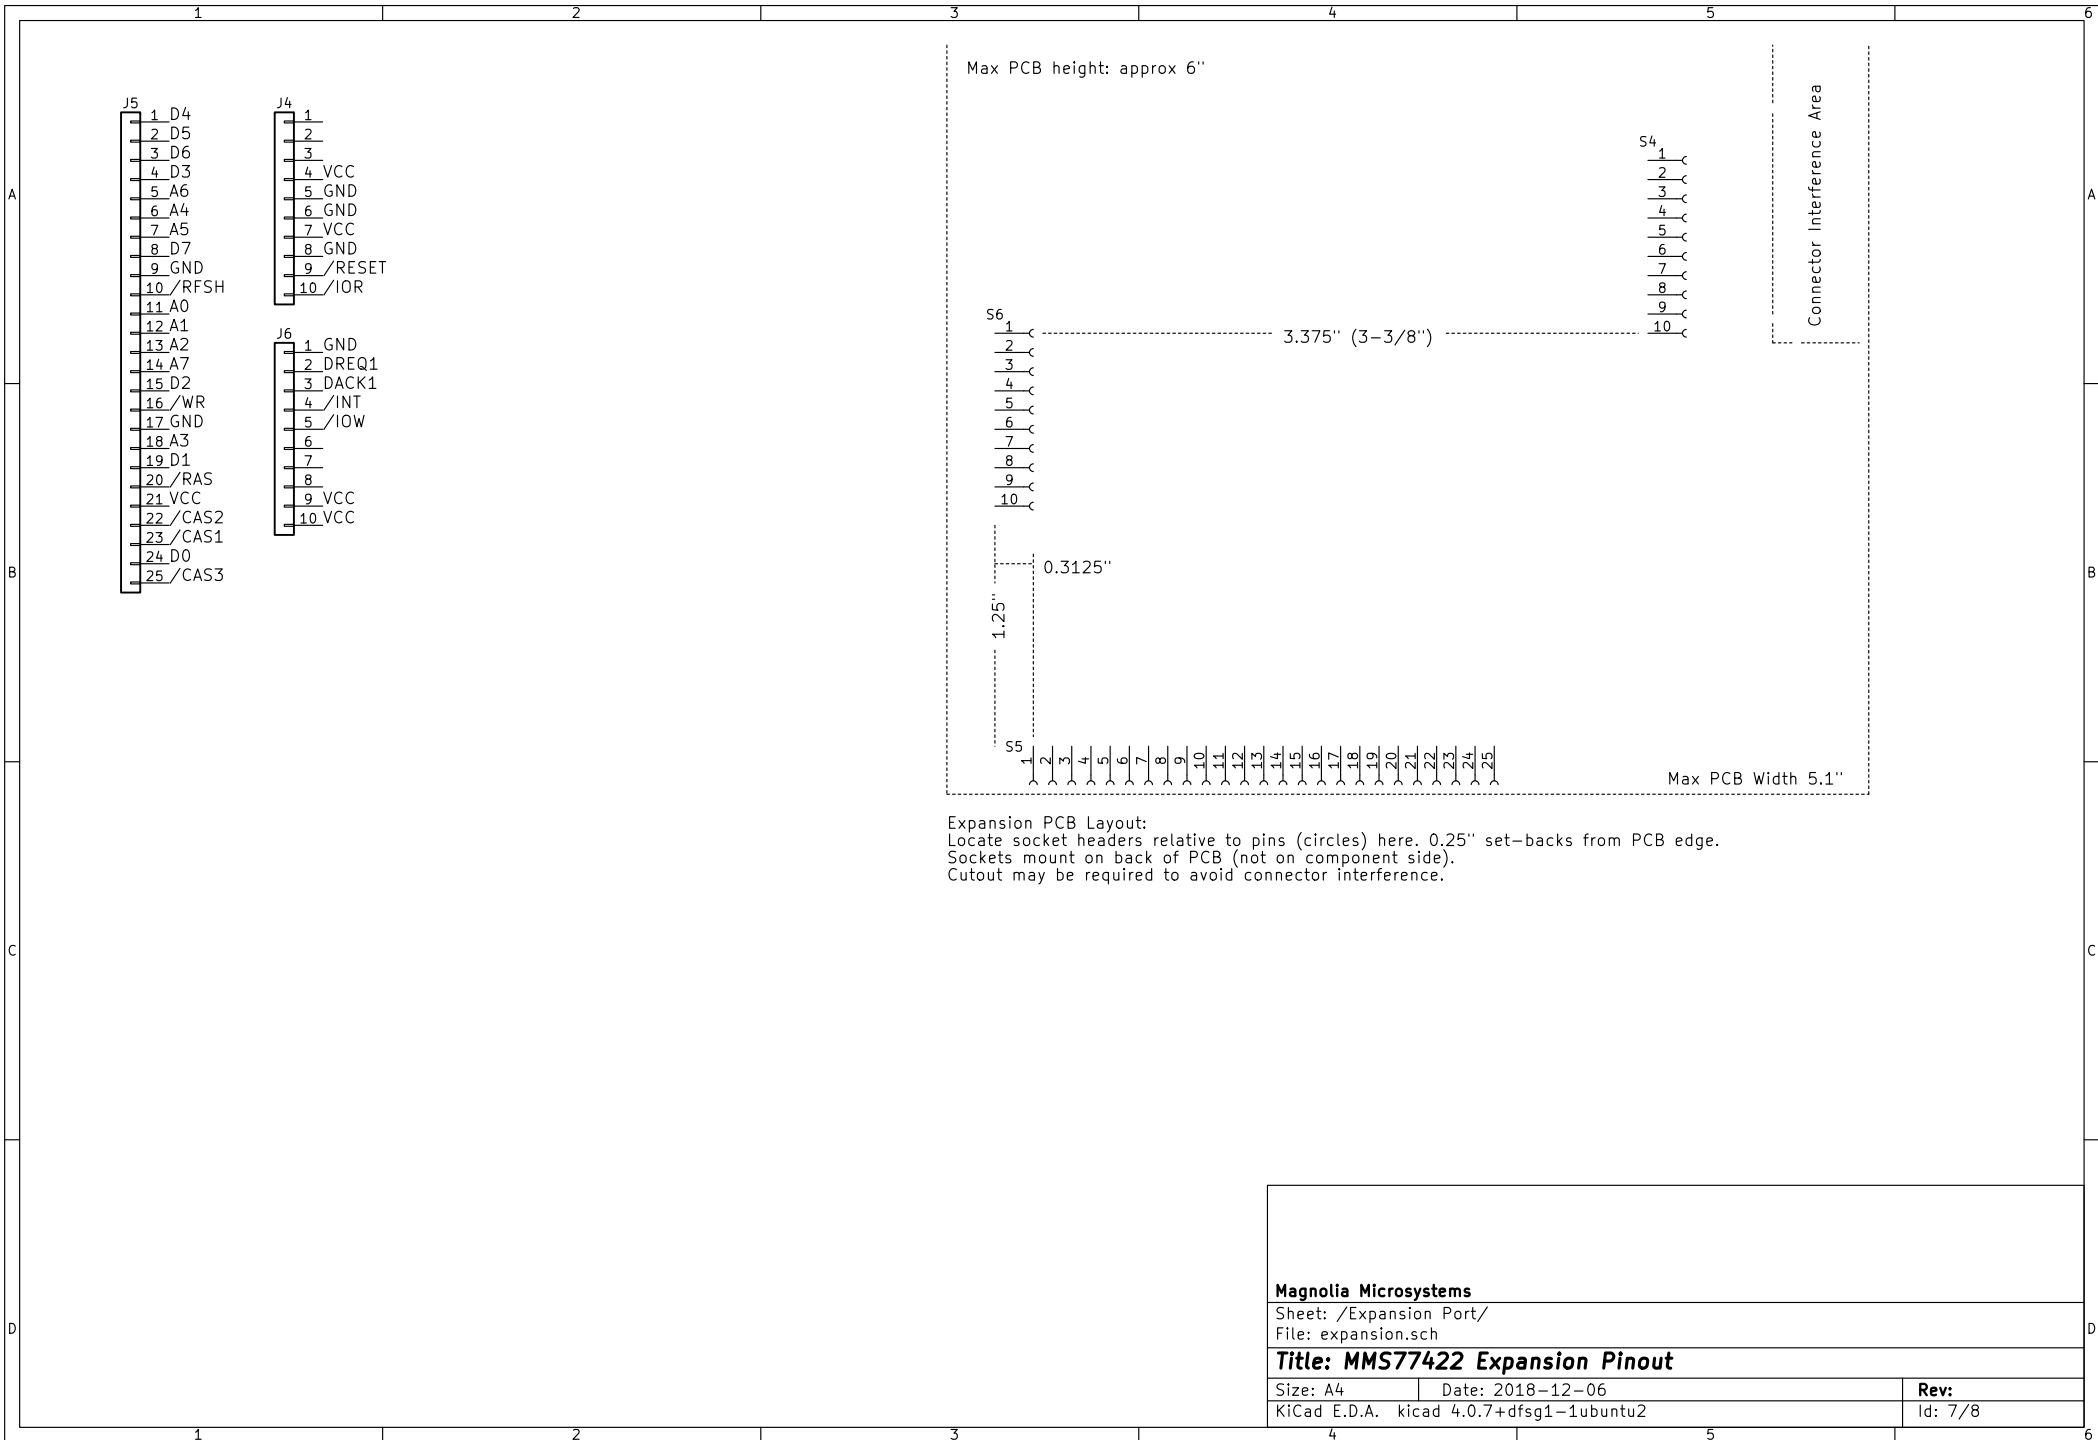 1 2 3 4 5 6
A
B
C
D
A
B
C
D
1 2 3 4 5 6
J5
1 D4
2 D5
3 D6
4 D3
5 A6
6 A4
7 A5
8 D7
9 GND
10 /RFSH
11 A0
12 A1
13 A2
14 A7
15 D2
16 /WR
17 GND
18 A3
19 D1
20 /RAS
21 VCC
22 /CAS2
23 /CAS1
24 D0
25 /CAS3
J4
1
2
3
4 VCC
5 GND
6 GND
7 VCC
8 GND
9 /RESET
10 /IOR
J6
1 GND
2 DREQ1
3 DACK1
4 /INT
5 /IOW
6
7
8
9 VCC
10 VCC
Max PCB height: approx 6''
Connector Interference Area
S4
1
2
3
4
5
6
7
8
9
10
S6
1
2
3
4
5
6
7
8
9
10
3.375'' (3-3/8'')
0.3125''
1.25''
S5
1 2 3 4 5 6 7 8 9 10 11 12 13 14 15 16 17 18 19 20 21 22 23 24 25
Max PCB Width 5.1''
Expansion PCB Layout:
Locate socket headers relative to pins (circles) here. 0.25'' set-backs from PCB edge.
Sockets mount on back of PCB (not on component side).
Cutout may be required to avoid connector interference.
Magnolia Microsystems
Sheet: /Expansion Port/
File: expansion.sch
Title: MMS77422 Expansion Pinout
Size: A4 Date: 2018-12-06 Rev:
KiCad E.D.A. kicad 4.0.7+dfsg1-1ubuntu2 Id: 7/8